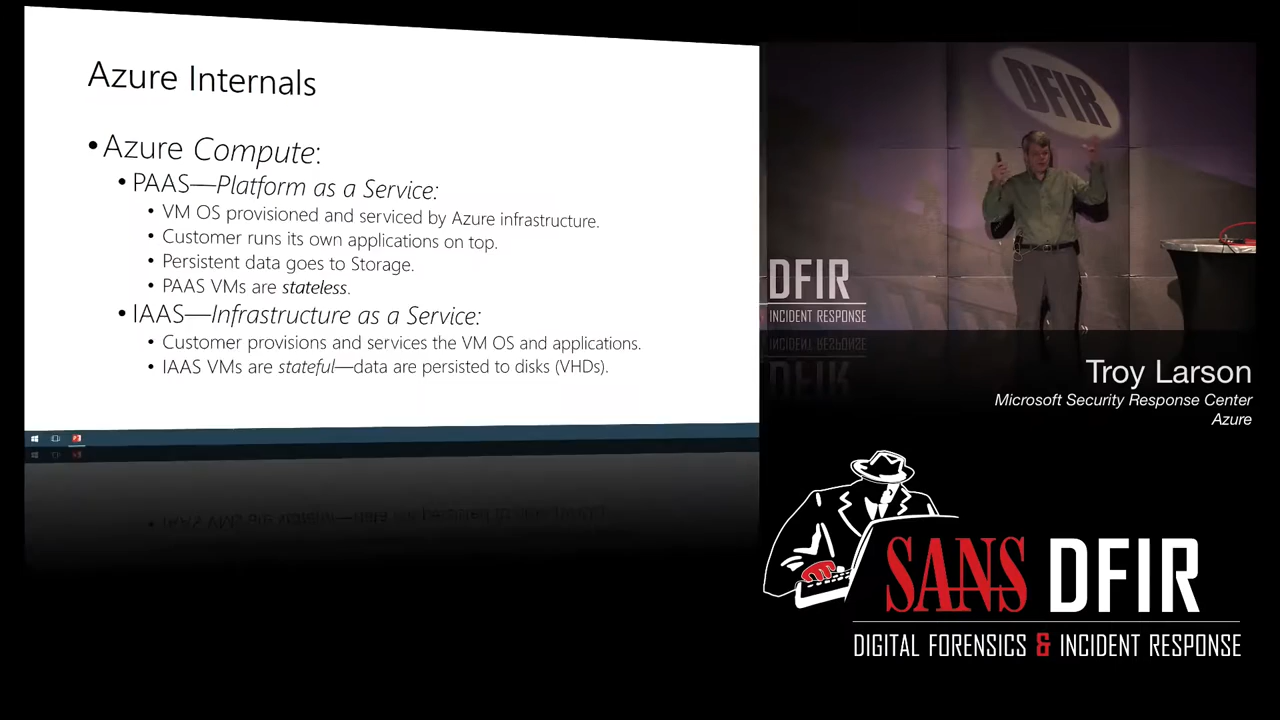 Azure Internals
•Azure Compute:
• PAAS—Platform as a Service:
• VM OS provisioned and serviced by Azure infrastructure.
• Customer runs its own applications on top.
• Persistent data goes to Storage.
• PAAS VMs are stateless.
• IAAS—Infrastructure as a Service:
• Customer provisions and services the VM OS and applications.
• IAAS VMs are stateful—data are persisted to disks (VHDs).
DFIR
DFIR
INCIDENT RESPONSE
Troy Larson
Microsoft Security Response Center
Azure
SANS DFIR
DIGITAL FORENSICS & INCIDENT RESPONSE